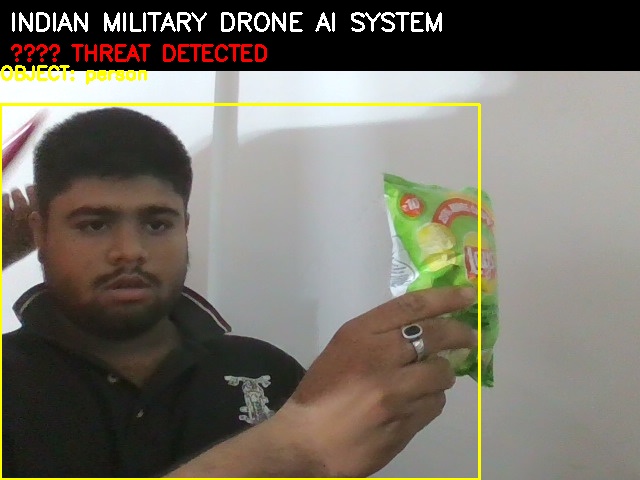 INDIAN MILITARY DRONE AI SYSTEM
???? THREAT DETECTED
OBJECT: person